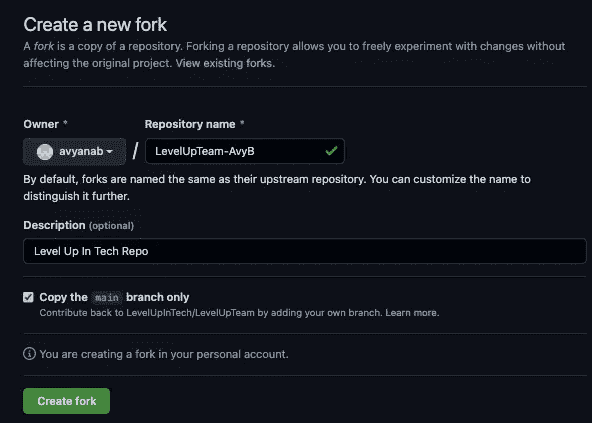 Create a new fork
A fork is a copy of a repository. Forking a repository allows you to freely experiment with changes without
affecting the original project. View existing forks.
Owner * Repository name *
avyanab / LevelUpTeam-AvyB
By default, forks are named the same as their upstream repository. You can customize the name to
distinguish it further.
Description (optional)
Level Up In Tech Repo
Copy the main branch only
Contribute back to LevelUpInTech/LevelUpTeam by adding your own branch. Learn more.
You are creating a fork in your personal account.
Create fork